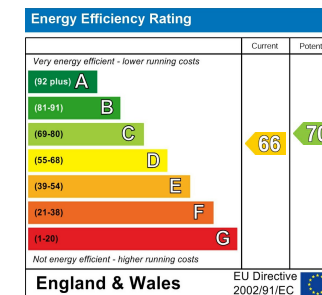 Energy Efficiency Rating
Current
Very energy efficient - lower running costs
(92 plus) A
(81-91) B
(69-80) C
(55-68) D
(39-54) E
(21-38) F
(1-20) G
66
Not energy efficient - higher running costs
England & Wales
EU Directive
2002/91/EC